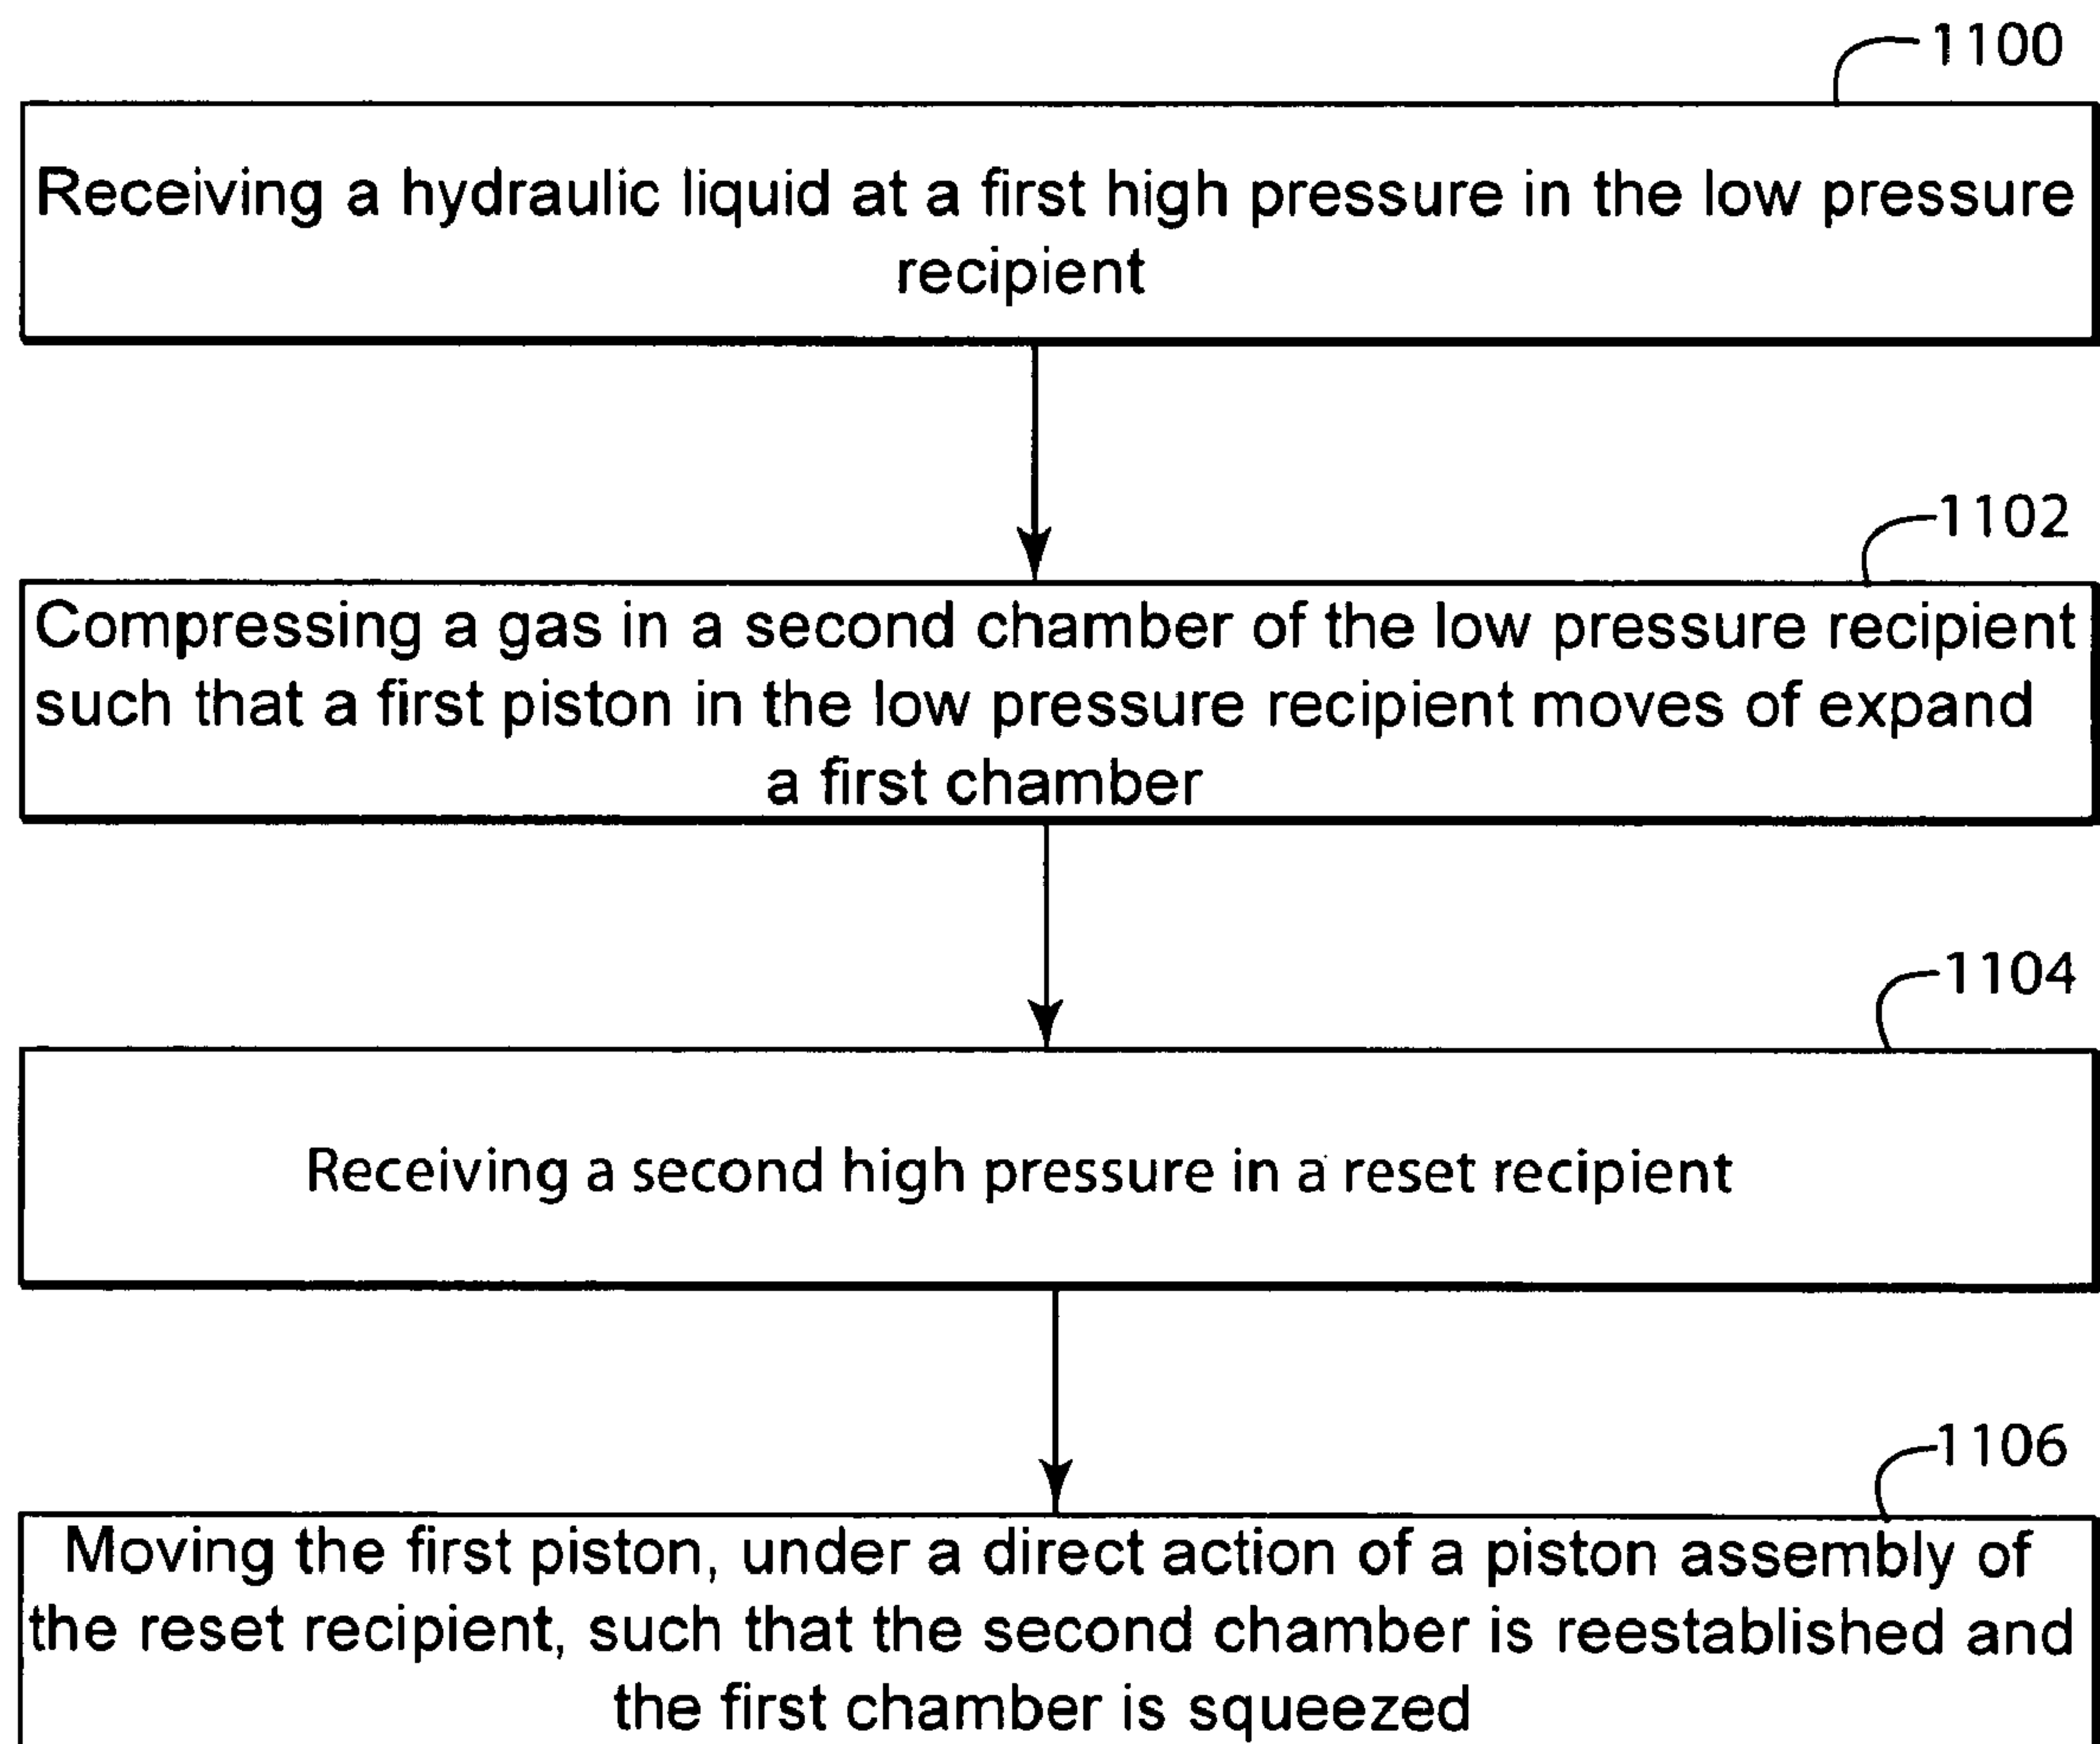 1100
Receiving a hydraulic liquid at a first high pressure in the low pressure
recipient
1102
Compressing a gas in a second chamber of the low pressure recipient
such that a first piston in the low pressure recipient moves of expand
a first chamber
1104
Receiving a second high pressure in a reset recipient
1106
Moving the first piston, under a direct action of a piston assembly of
the reset recipient, such that the second chamber is reestablished and
the first chamber is squeezed